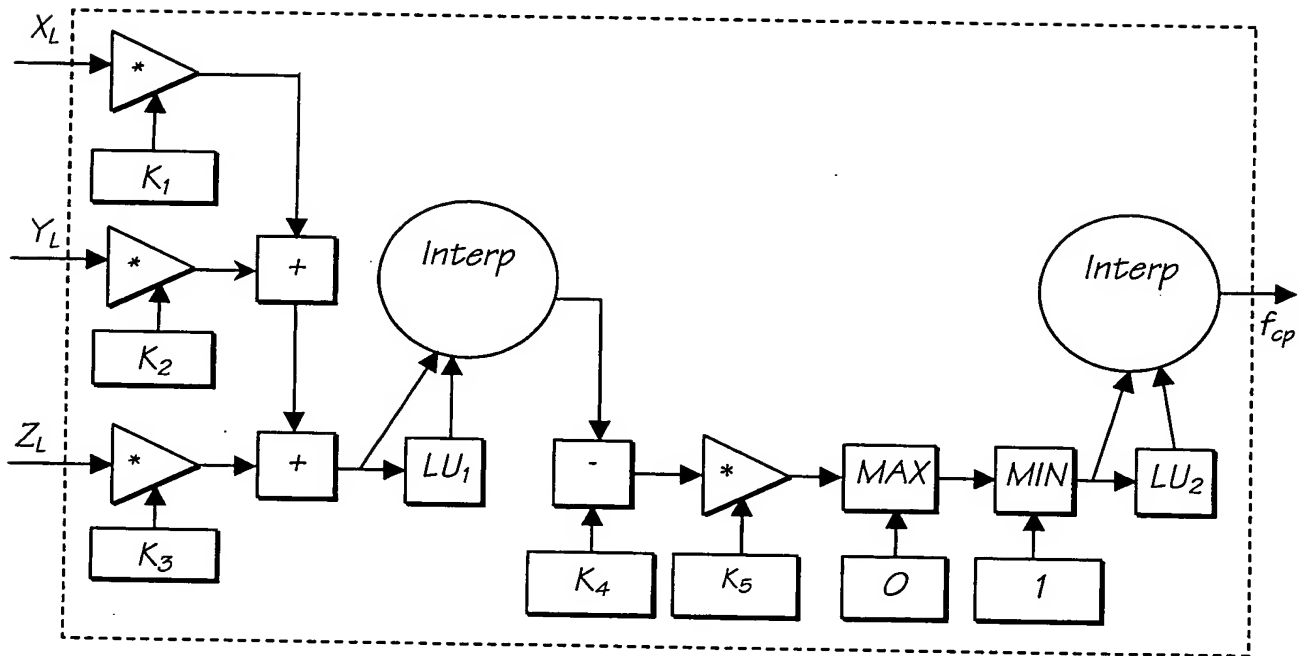 X_L
*
K_1
Y_L
*
K_2
+
Interp
Interp
f_cp
Z_L
*
K_3
+
LU_1
-
K_4
*
K_5
MAX
0
MIN
1
LU_2